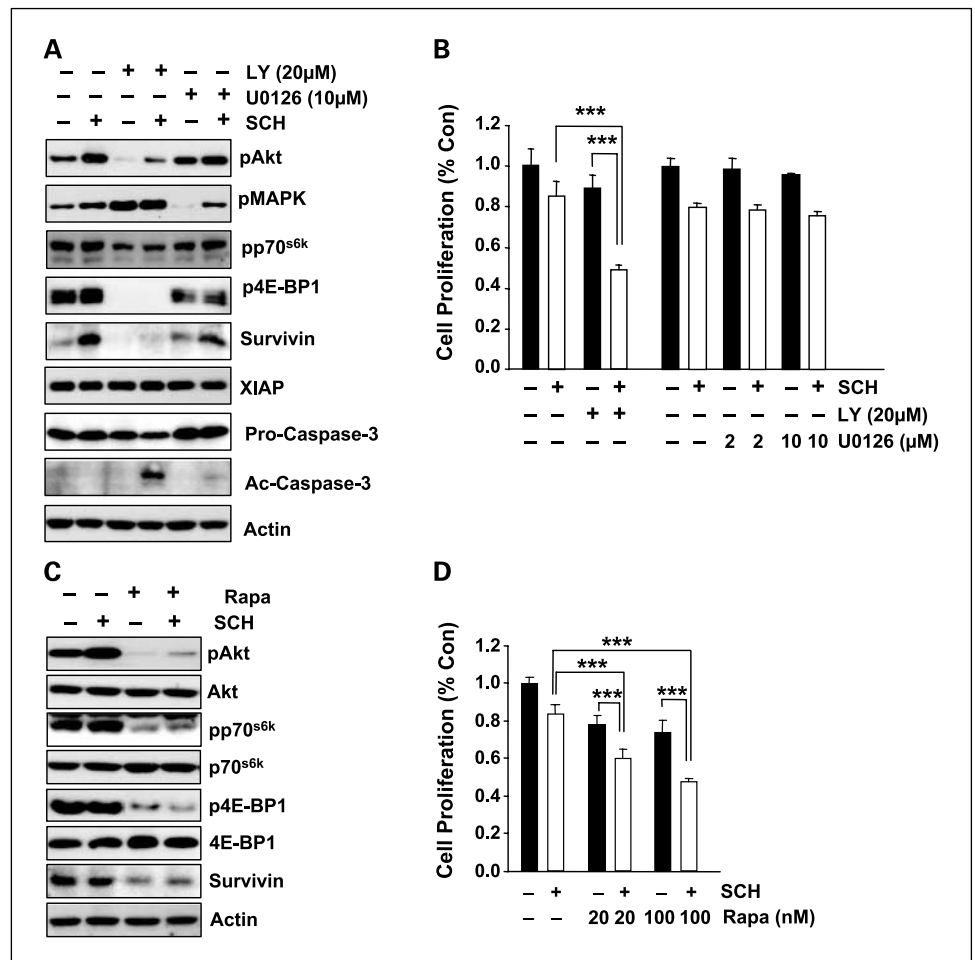 A
– – + + – – LY (20µM)
– – – – + + U0126 (10µM)
– + – + – + SCH
pAkt
pMAPK
pp70s6k
p4E-BP1
Survivin
XIAP
Pro-Caspase-3
Ac-Caspase-3
Actin
B
Cell Proliferation (% Con)
1.2
1.0
0.8
0.6
0.4
0.2
0.0
***
***
– + – + – + – + – + SCH
– – + + – – – – – – LY (20µM)
– – – – – – 2 2 10 10 U0126 (µM)
C
– – + + Rapa
– + – + SCH
pAkt
Akt
pp70s6k
p70s6k
p4E-BP1
4E-BP1
Survivin
Actin
D
Cell Proliferation (% Con)
1.2
1.0
0.8
0.6
0.4
0.2
0.0
***
***
*** ***
– + – + – + SCH
– – 20 20 100 100 Rapa (nM)